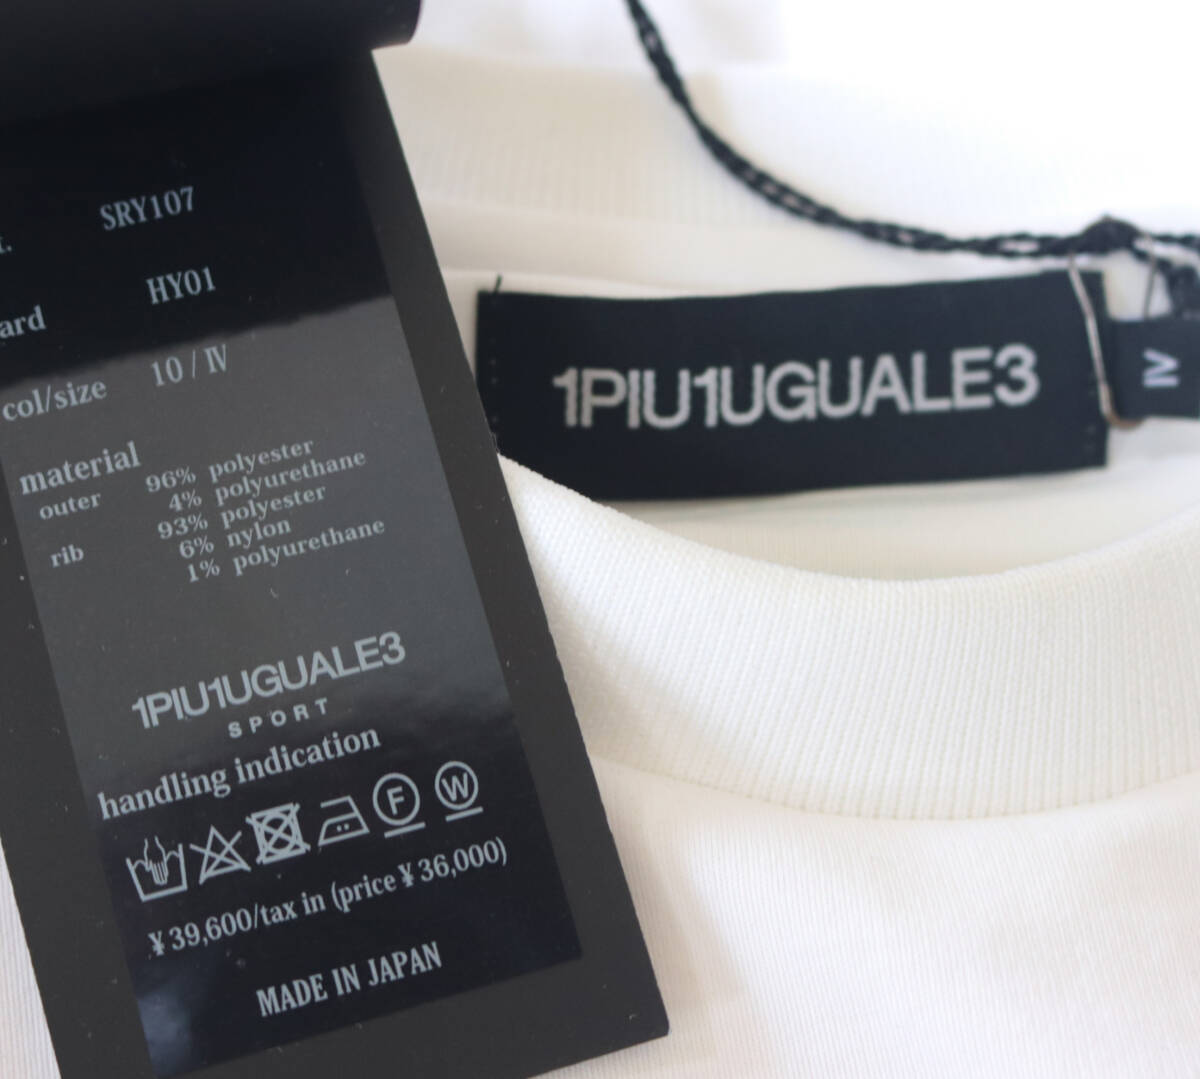 SRY107
HY01
col/size 10 / IV
material
outer 96% polyester
4% polyurethane
rib 93% polyester
6% nylon
1% polyurethane
1PIU1UGUALE3
SPORT
handling indication
F W
¥39,600/tax in (price ¥36,000)
MADE IN JAPAN
1PIU1UGUALE3
IV